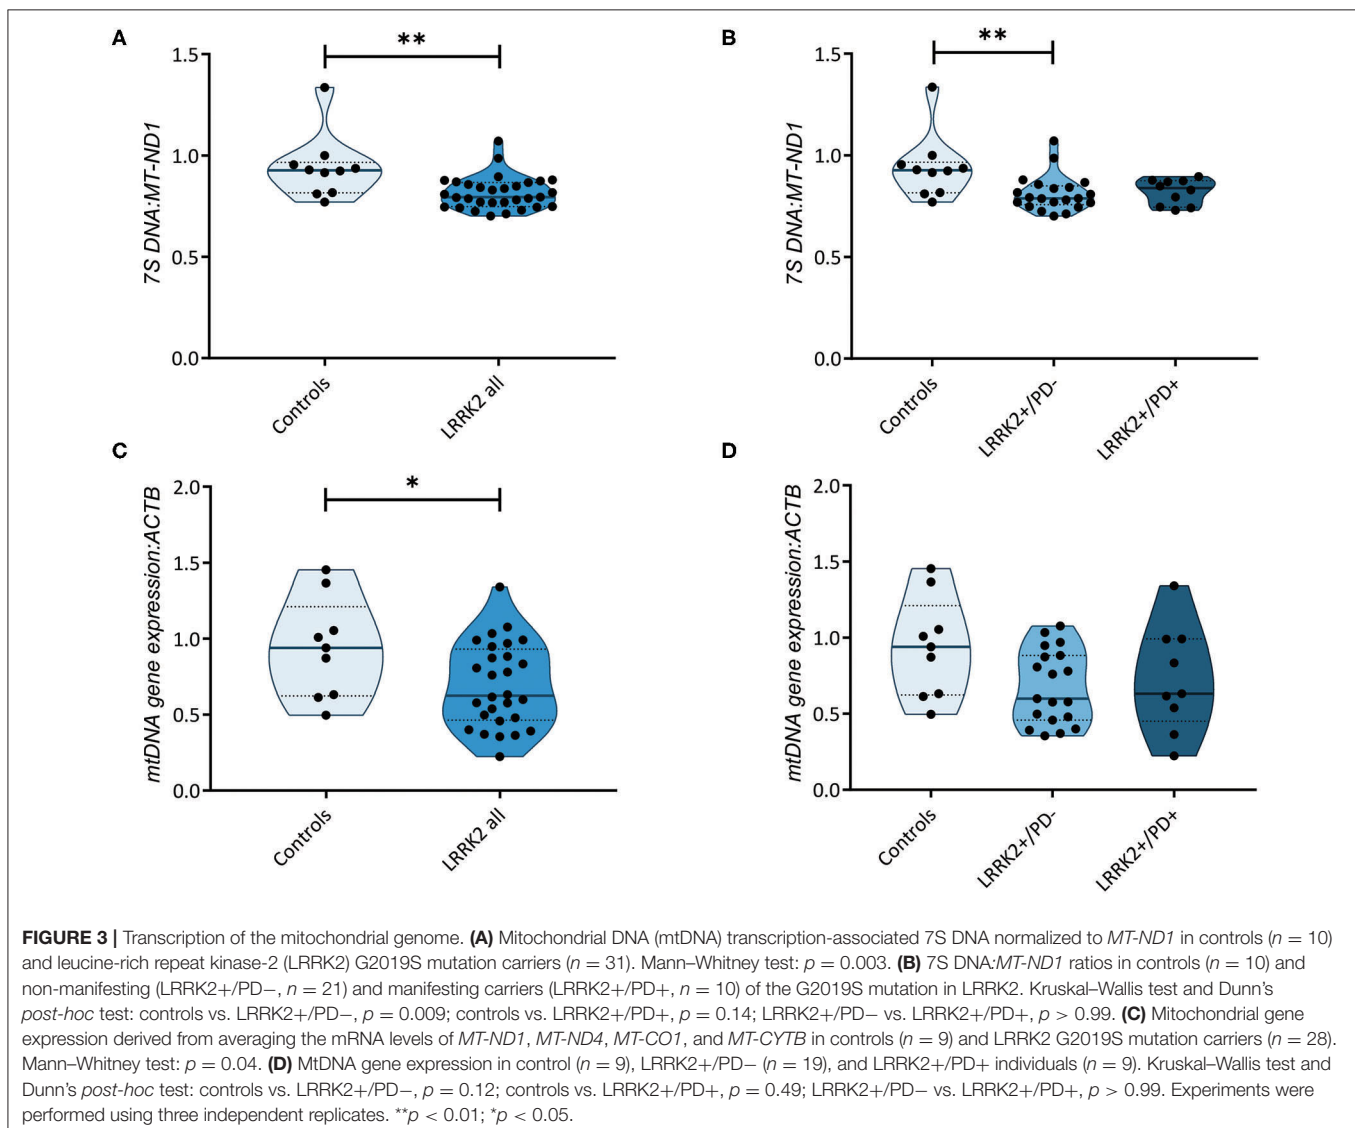 A
**
7S DNA:MT-ND1
1.5
1.0
0.5
0.0
Controls
LRRK2 all
B
**
7S DNA:MT-ND1
1.5
1.0
0.5
0.0
Controls
LRRK2+/PD-
LRRK2+/PD+
C
*
mtDNA gene expression:ACTB
2.0
1.5
1.0
0.5
0.0
Controls
LRRK2 all
D
mtDNA gene expression:ACTB
2.0
1.5
1.0
0.5
0.0
Controls
LRRK2+/PD-
LRRK2+/PD+
FIGURE 3 | Transcription of the mitochondrial genome. (A) Mitochondrial DNA (mtDNA) transcription-associated 7S DNA normalized to MT-ND1 in controls (n = 10)
and leucine-rich repeat kinase-2 (LRRK2) G2019S mutation carriers (n = 31). Mann–Whitney test: p = 0.003. (B) 7S DNA:MT-ND1 ratios in controls (n = 10) and
non-manifesting (LRRK2+/PD−, n = 21) and manifesting carriers (LRRK2+/PD+, n = 10) of the G2019S mutation in LRRK2. Kruskal–Wallis test and Dunn's
post-hoc test: controls vs. LRRK2+/PD−, p = 0.009; controls vs. LRRK2+/PD+, p = 0.14; LRRK2+/PD− vs. LRRK2+/PD+, p > 0.99. (C) Mitochondrial gene
expression derived from averaging the mRNA levels of MT-ND1, MT-ND4, MT-CO1, and MT-CYTB in controls (n = 9) and LRRK2 G2019S mutation carriers (n = 28).
Mann–Whitney test: p = 0.04. (D) MtDNA gene expression in control (n = 9), LRRK2+/PD− (n = 19), and LRRK2+/PD+ individuals (n = 9). Kruskal–Wallis test and
Dunn's post-hoc test: controls vs. LRRK2+/PD−, p = 0.12; controls vs. LRRK2+/PD+, p = 0.49; LRRK2+/PD− vs. LRRK2+/PD+, p > 0.99. Experiments were
performed using three independent replicates. **p < 0.01; *p < 0.05.